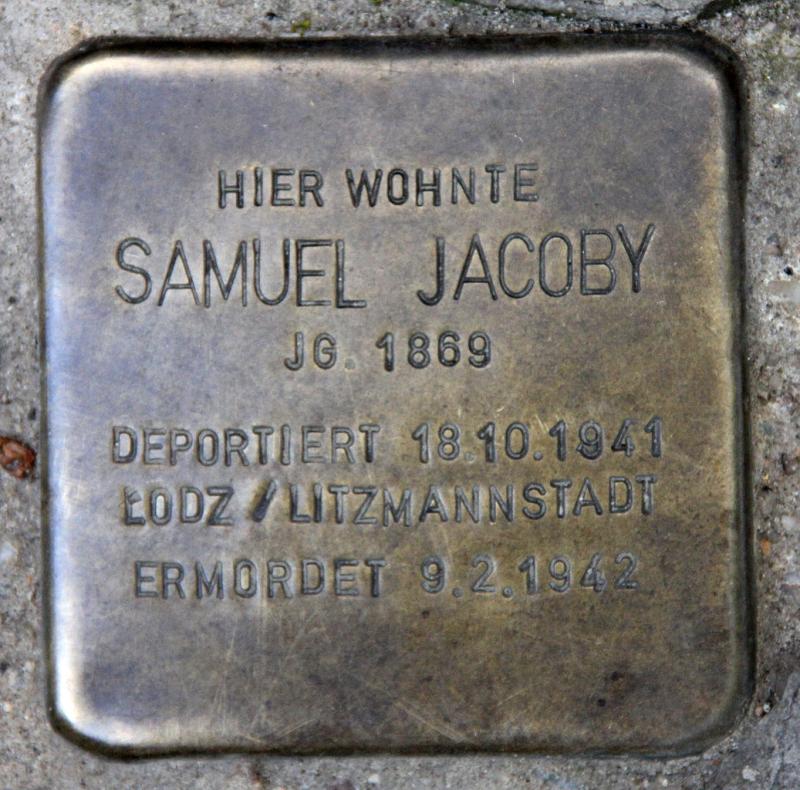 HIER WOHNTE
SAMUEL JACOBY
JG. 1869
DEPORTIERT 18.10.1941
ŁODZ / LITZMANNSTADT
ERMORDET 9.2.1942